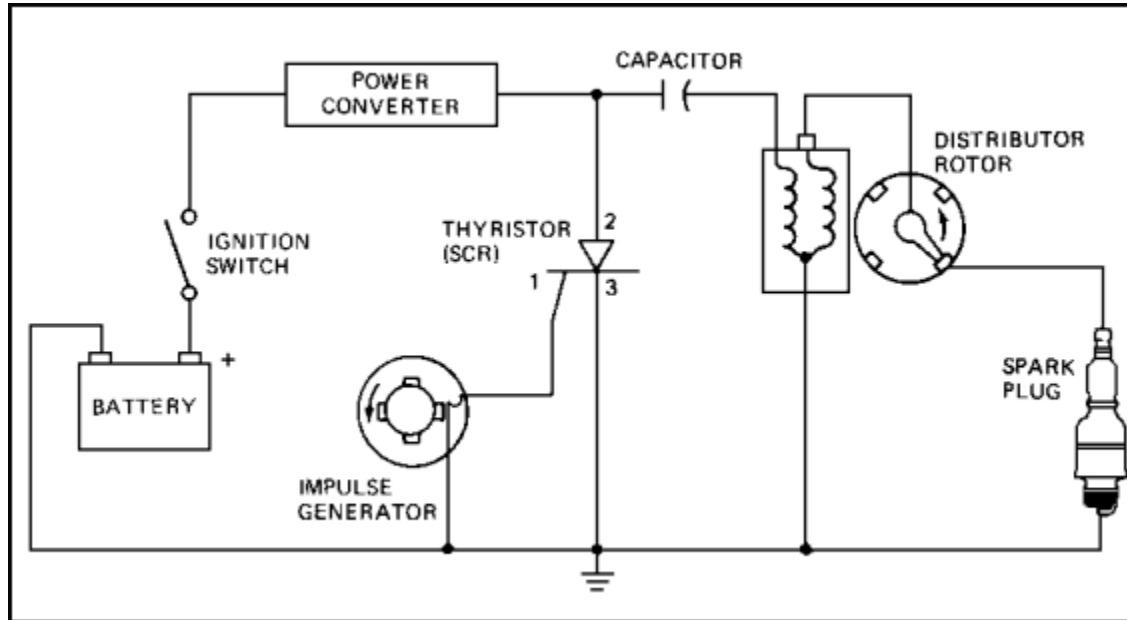 POWER
CONVERTER
CAPACITOR
DISTRIBUTOR
ROTOR
IGNITION
SWITCH
THYRISTOR
(SCR)
2
1
3
+
BATTERY
SPARK
PLUG
IMPULSE
GENERATOR